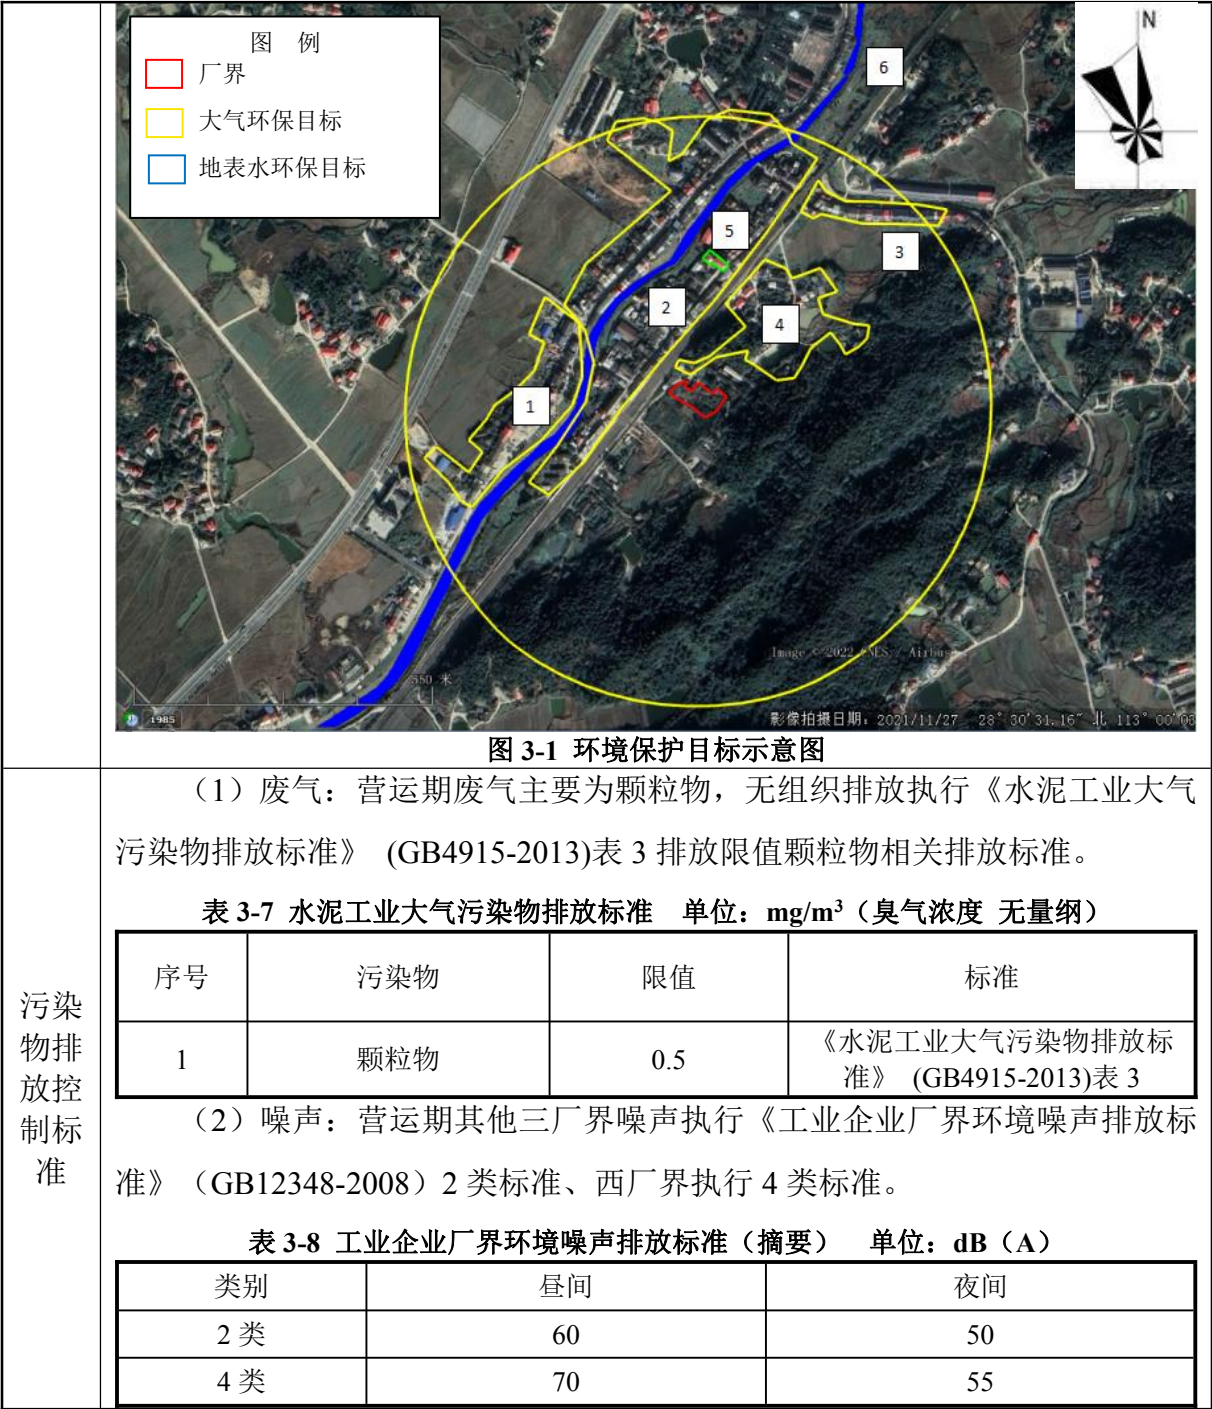 图 例
厂界
大气环保目标
地表水环保目标
N
6
5
3
2
4
1
Image © 2022 CNES / Airbus
550 米
1985
影像拍摄日期: 2021/11/27 28°30'31.16" 北 113°00'03
图 3-1 环境保护目标示意图
污染
物排
放控
制标
准
（1）废气：营运期废气主要为颗粒物，无组织排放执行《水泥工业大气
污染物排放标准》 (GB4915-2013)表 3 排放限值颗粒物相关排放标准。
表 3-7 水泥工业大气污染物排放标准 单位：mg/m³（臭气浓度 无量纲）
序号 污染物 限值 标准
1 颗粒物 0.5 《水泥工业大气污染物排放标
准》 (GB4915-2013)表 3
（2）噪声：营运期其他三厂界噪声执行《工业企业厂界环境噪声排放标
准》（GB12348-2008）2 类标准、西厂界执行 4 类标准。
表 3-8 工业企业厂界环境噪声排放标准（摘要） 单位：dB（A）
类别 昼间 夜间
2 类 60 50
4 类 70 55